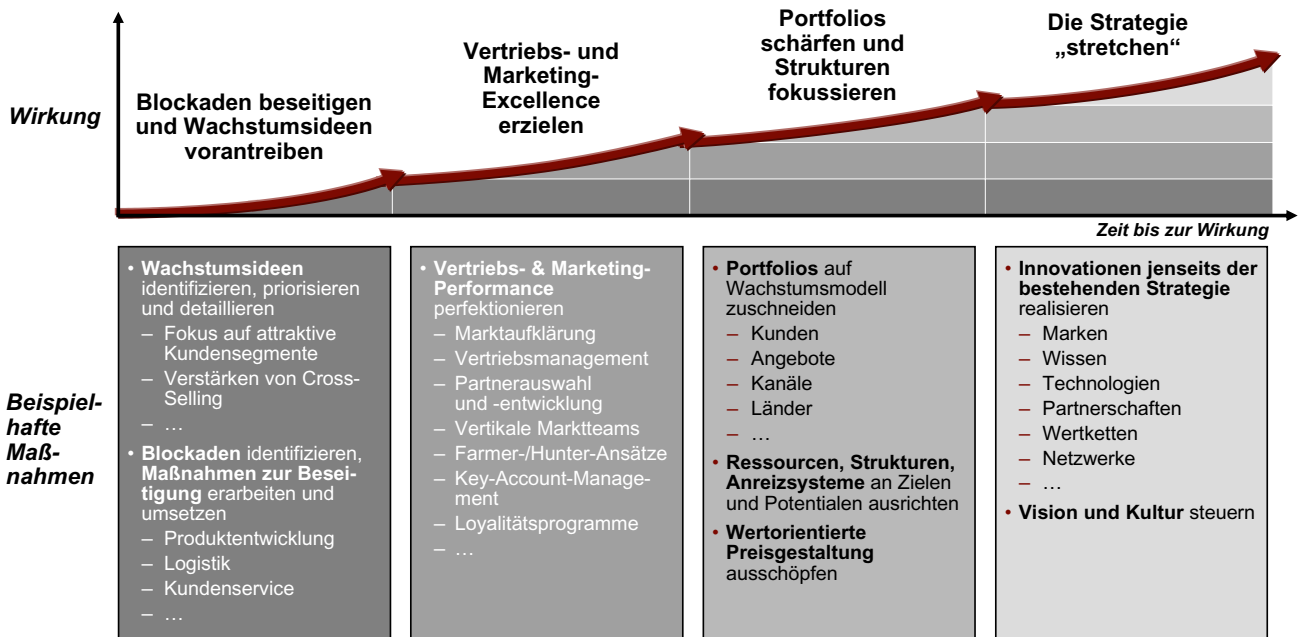 Blockaden beseitigen
und Wachstumsideen
vorantreiben
Vertriebs- und
Marketing-
Excellence
erzielen
Portfolios
schärfen und
Strukturen
fokussieren
Die Strategie
„stretchen“
Wirkung
Zeit bis zur Wirkung
Beispiel-
hafte
Maß-
nahmen
• Wachstumsideen
identifizieren, priorisieren
und detaillieren
– Fokus auf attraktive
Kundensegmente
– Verstärken von Cross-
Selling
– …
• Blockaden identifizieren,
Maßnahmen zur Besei-
tigung erarbeiten und
umsetzen
– Produktentwicklung
– Logistik
– Kundenservice
– …
• Vertriebs- & Marketing-
Performance
perfektionieren
– Marktaufklärung
– Vertriebsmanagement
– Partnerauswahl
und -entwicklung
– Vertikale Marktteams
– Farmer-/Hunter-Ansätze
– Key-Account-Manage-
ment
– Loyalitätsprogramme
– …
• Portfolios auf
Wachstumsmodell
zuschneiden
– Kunden
– Angebote
– Kanäle
– Länder
– …
• Ressourcen, Strukturen,
Anreizsysteme an Zielen
und Potentialen ausrichten
• Wertorientierte
Preisgestaltung
ausschöpfen
• Innovationen jenseits der
bestehenden Strategie
realisieren
– Marken
– Wissen
– Technologien
– Partnerschaften
– Wertketten
– Netzwerke
– …
• Vision und Kultur steuern